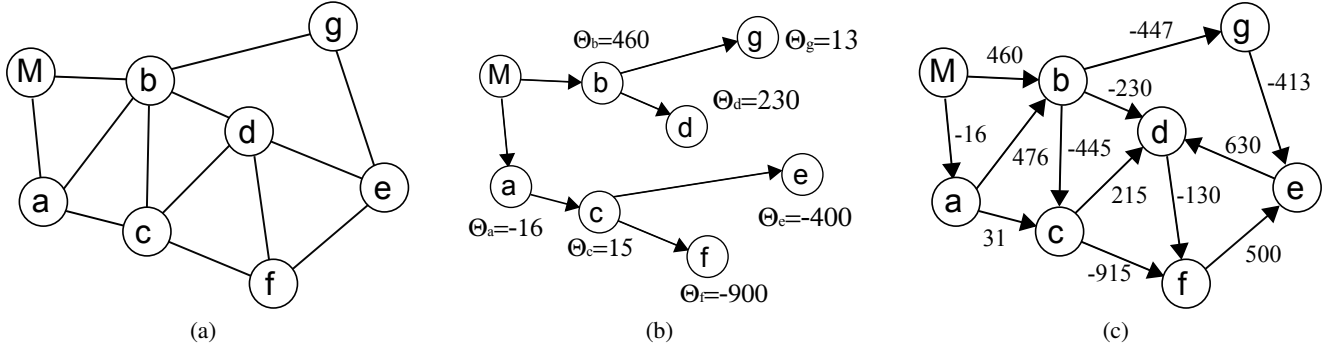 M
b
g
d
a
c
e
f
(a)
Θb=460
g Θg=13
M
b
Θd=230
d
a
e
Θa=-16
c
Θe=-400
Θc=15
f
Θf=-900
(b)
-447
g
M
460
b
-230
-413
-16
d
476
-445
630
a
215
-130
e
31
c
500
-915
f
(c)